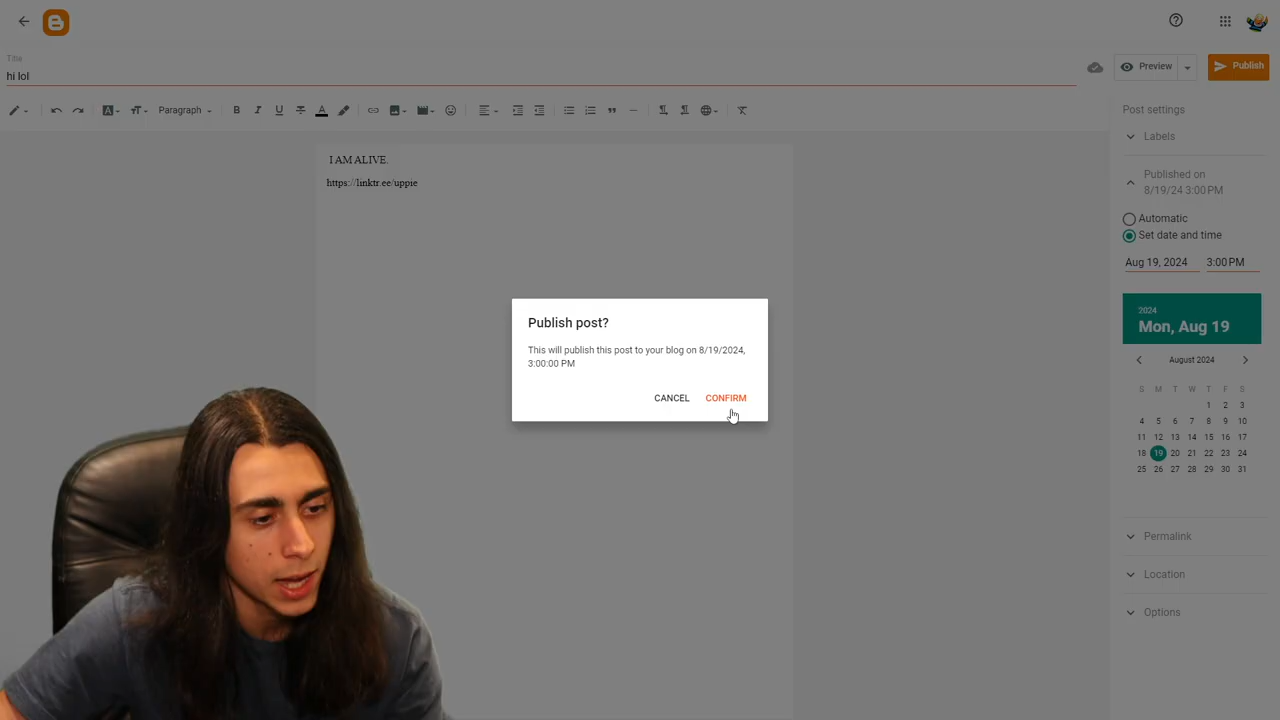 Title
hi lol
Preview
Publish
Paragraph
I AM ALIVE.
https://linktr.ee/uppie
Publish post?
This will publish this post to your blog on 8/19/2024,
3:00:00 PM
CANCEL CONFIRM
Post settings
Labels
Published on
8/19/24 3:00 PM
Automatic
Set date and time
Aug 19, 2024 3:00 PM
2024
Mon, Aug 19
August 2024
S M T W T F S
1 2 3
4 5 6 7 8 9 10
11 12 13 14 15 16 17
18 19 20 21 22 23 24
25 26 27 28 29 30 31
Permalink
Location
Options